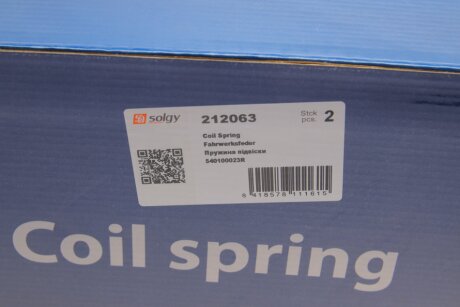 solgy 212063 Stck pcs 2
Coil Spring
Fahrwerksfeder
Пружина підвіски
540100023R
8 418578 111615
Coil spring